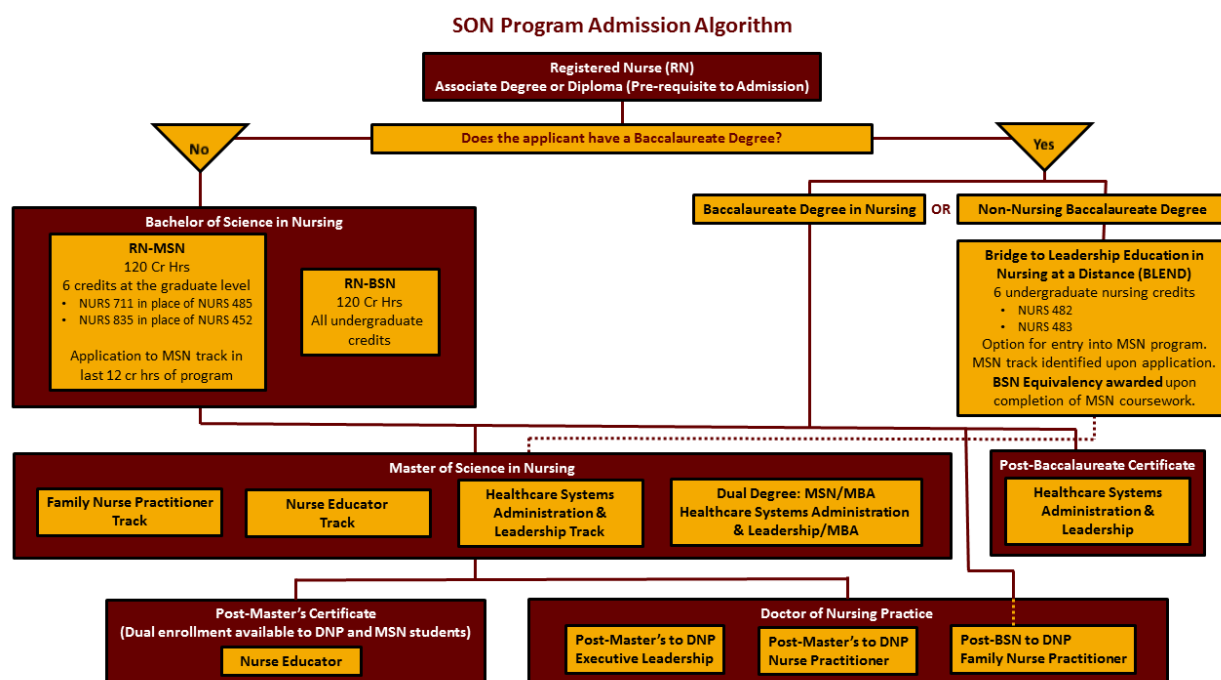 SON Program Admission Algorithm
Registered Nurse (RN)
Associate Degree or Diploma (Pre-requisite to Admission)
Does the applicant have a Baccalaureate Degree?
No
Yes
Bachelor of Science in Nursing
RN-MSN
120 Cr Hrs
6 credits at the graduate level
• NURS 711 in place of NURS 485
• NURS 835 in place of NURS 452
Application to MSN track in
last 12 cr hrs of program
RN-BSN
120 Cr Hrs
All undergraduate
credits
Baccalaureate Degree in Nursing
OR
Non-Nursing Baccalaureate Degree
Bridge to Leadership Education in
Nursing at a Distance (BLEND)
6 undergraduate nursing credits
• NURS 482
• NURS 483
Option for entry into MSN program.
MSN track identified upon application.
BSN Equivalency awarded upon
completion of MSN coursework.
Master of Science in Nursing
Family Nurse Practitioner
Track
Nurse Educator
Track
Healthcare Systems
Administration &
Leadership Track
Dual Degree: MSN/MBA
Healthcare Systems Administration
& Leadership/MBA
Post-Baccalaureate Certificate
Healthcare Systems
Administration &
Leadership
Post-Master's Certificate
(Dual enrollment available to DNP and MSN students)
Nurse Educator
Doctor of Nursing Practice
Post-Master's to DNP
Executive Leadership
Post-Master's to DNP
Nurse Practitioner
Post-BSN to DNP
Family Nurse Practitioner